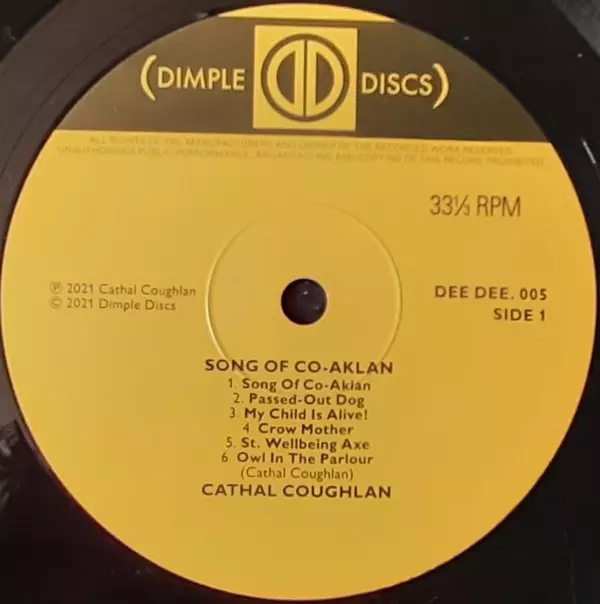 (DIMPLE DISCS)
ALL RIGHTS OF THE MANUFACTURERS AND OWNER OF THE RECORDED WORK RESERVED
UNAUTHORISED PUBLIC PERFORMANCE, BROADCASTING AND COPYING OF THIS RECORD PROHIBITED.
33⅓ RPM
℗ 2021 Cathal Coughlan
© 2021 Dimple Discs
DEE DEE. 005
SIDE 1
SONG OF CO-AKLAN
1. Song Of Co-Aklan
2. Passed-Out Dog
3. My Child Is Alive!
4 Crow Mother
5. St. Wellbeing Axe
6. Owl In The Parlour
(Cathal Coughlan)
CATHAL COUGHLAN